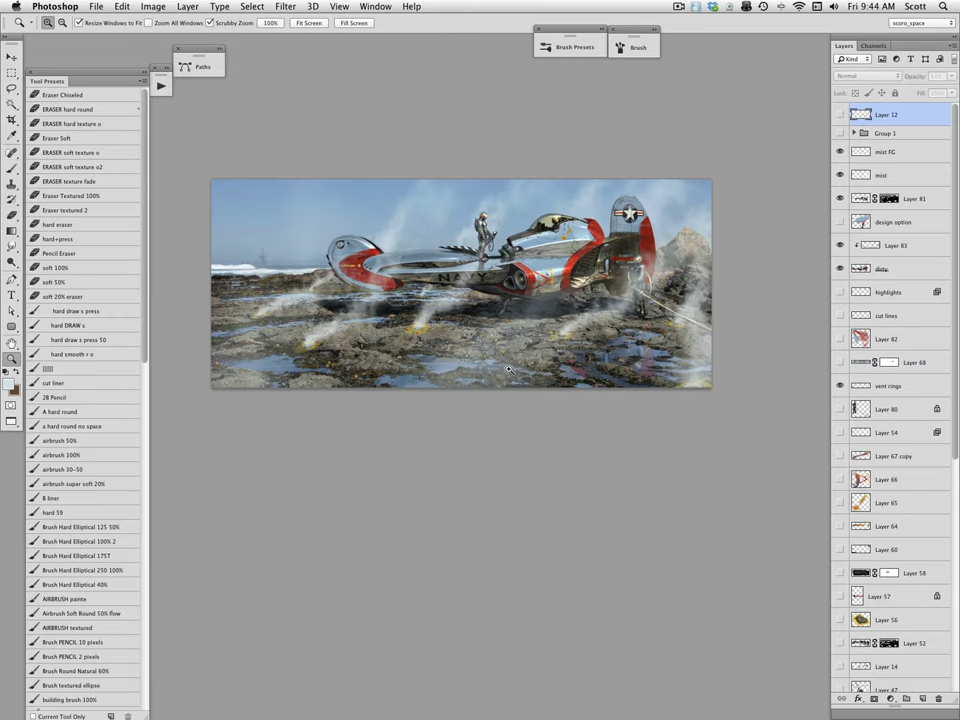 Photoshop File Edit Image Layer Type Select Filter 3D View Window Help
Fri 9:44 AM Scott
Resize Windows to Fit Zoom All Windows Scrubby Zoom 100% Fit Screen Fill Screen
scoro_space
Brush Presets
Brush
Paths
Tool Presets
Eraser Chiseled
ERASER hard round
ERASER hard texture o
Eraser Soft
ERASER soft texture o
ERASER soft texture o2
ERASER texture fade
Eraser Textured 100%
Eraser textured 2
hard eraser
hard+press
Pencil Eraser
soft 100%
soft 50%
soft 20% eraser
hard draw s press
hard DRAW s
hard draw s press 50
hard smooth r o
]]]]]
cut liner
2B Pencil
A hard round
a hard round no space
airbrush 50%
airbrush 100%
airbrush 30-50
airbrush super soft 20%
B liner
hard 59
Brush Hard Elliptical 125 50%
Brush Hard Elliptical 100% 2
Brush Hard Elliptical 175T
Brush Hard Elliptical 250 100%
Brush Hard Elliptical 40%
AIRBRUSH painte
Airbrush Soft Round 50% flow
AIRBRUSH textured
Brush PENCIL 10 pixels
Brush PENCIL 2 pixels
Brush Round Natural 60%
Brush textured ellipse
building brush 100%
Current Tool Only
NAVY
Layers Channels
Kind
Normal Opacity:
Lock: Fill:
Layer 12
Group 1
mist FG
mist
Layer 81
design option
Layer 83
dirty
highlights
cut lines
Layer 82
Layer 68
vent rings
Layer 80
Layer 54
Layer 67 copy
Layer 66
Layer 65
Layer 64
Layer 60
Layer 58
Layer 57
Layer 56
Layer 52
Layer 14
Layer 47